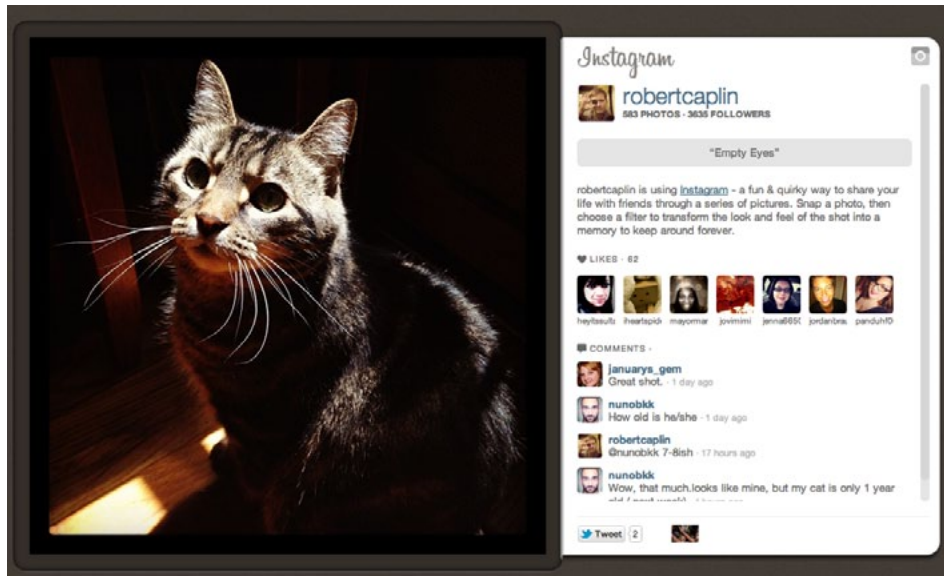 Instagram
robertcaplin
583 PHOTOS · 3635 FOLLOWERS
"Empty Eyes"
robertcaplin is using Instagram - a fun & quirky way to share your
life with friends through a series of pictures. Snap a photo, then
choose a filter to transform the look and feel of the shot into a
memory to keep around forever.
LIKES · 62
iheartspid mayormar jovimimi jenna665 jordanbrau
COMMENTS ·
januarys_gem
Great shot. · 1 day ago
nunobkk
How old is he/she · 1 day ago
robertcaplin
@nunobkk 7-8ish · 17 hours ago
nunobkk
Wow, that much.looks like mine, but my cat is only 1 year
Tweet 2